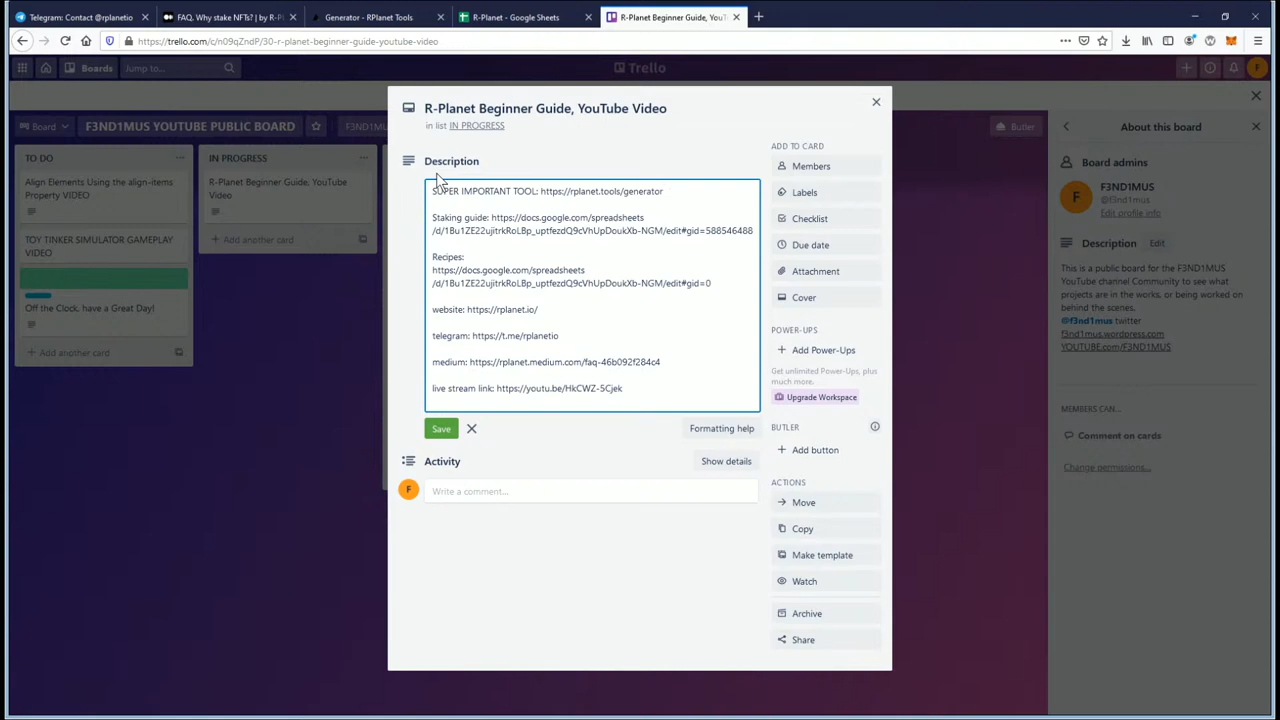 Telegram: Contact @rplanetio
FAQ. Why stake NFTs? | by R-P
Generator - RPlanet Tools
R-Planet - Google Sheets
R-Planet Beginner Guide, YouT
https://trello.com/c/n09qZndP/30-r-planet-beginner-guide-youtube-video
Boards
Jump to...
Trello
F
Board
F3ND1MUS YOUTUBE PUBLIC BOARD
F3ND1MUS
Butler
TO DO
Align Elements Using the align-items
Property VIDEO
TOY TINKER SIMULATOR GAMEPLAY
VIDEO
Off the Clock, have a Great Day!
Add another card
IN PROGRESS
R-Planet Beginner Guide, YouTube
Video
Add another card
R-Planet Beginner Guide, YouTube Video
in list IN PROGRESS
Description
SUPER IMPORTANT TOOL: https://rplanet.tools/generator
Staking guide: https://docs.google.com/spreadsheets
/d/1Bu1ZE22ujitrkRoLBp_uptfezdQ9cVhUpDoukXb-NGM/edit#gid=588546488
Recipes:
https://docs.google.com/spreadsheets
/d/1Bu1ZE22ujitrkRoLBp_uptfezdQ9cVhUpDoukXb-NGM/edit#gid=0
website: https://rplanet.io/
telegram: https://t.me/rplanetio
medium: https://rplanet.medium.com/faq-46b092f284c4
live stream link: https://youtu.be/HkCWZ-5Cjek
Save
Formatting help
Activity
Show details
F
Write a comment...
ADD TO CARD
Members
Labels
Checklist
Due date
Attachment
Cover
POWER-UPS
Add Power-Ups
Get unlimited Power-Ups, plus
much more.
Upgrade Workspace
BUTLER
Add button
ACTIONS
Move
Copy
Make template
Watch
Archive
Share
About this board
Board admins
F
F3ND1MUS
@f3nd1mus
Edit profile info
Description Edit
This is a public board for the F3ND1MUS
YouTube channel Community to see what
projects are in the works, or being worked on
behind the scenes.
@f3nd1mus twitter
f3nd1mus.wordpress.com
YOUTUBE.com/F3ND1MUS
MEMBERS CAN...
Comment on cards
Change permissions...